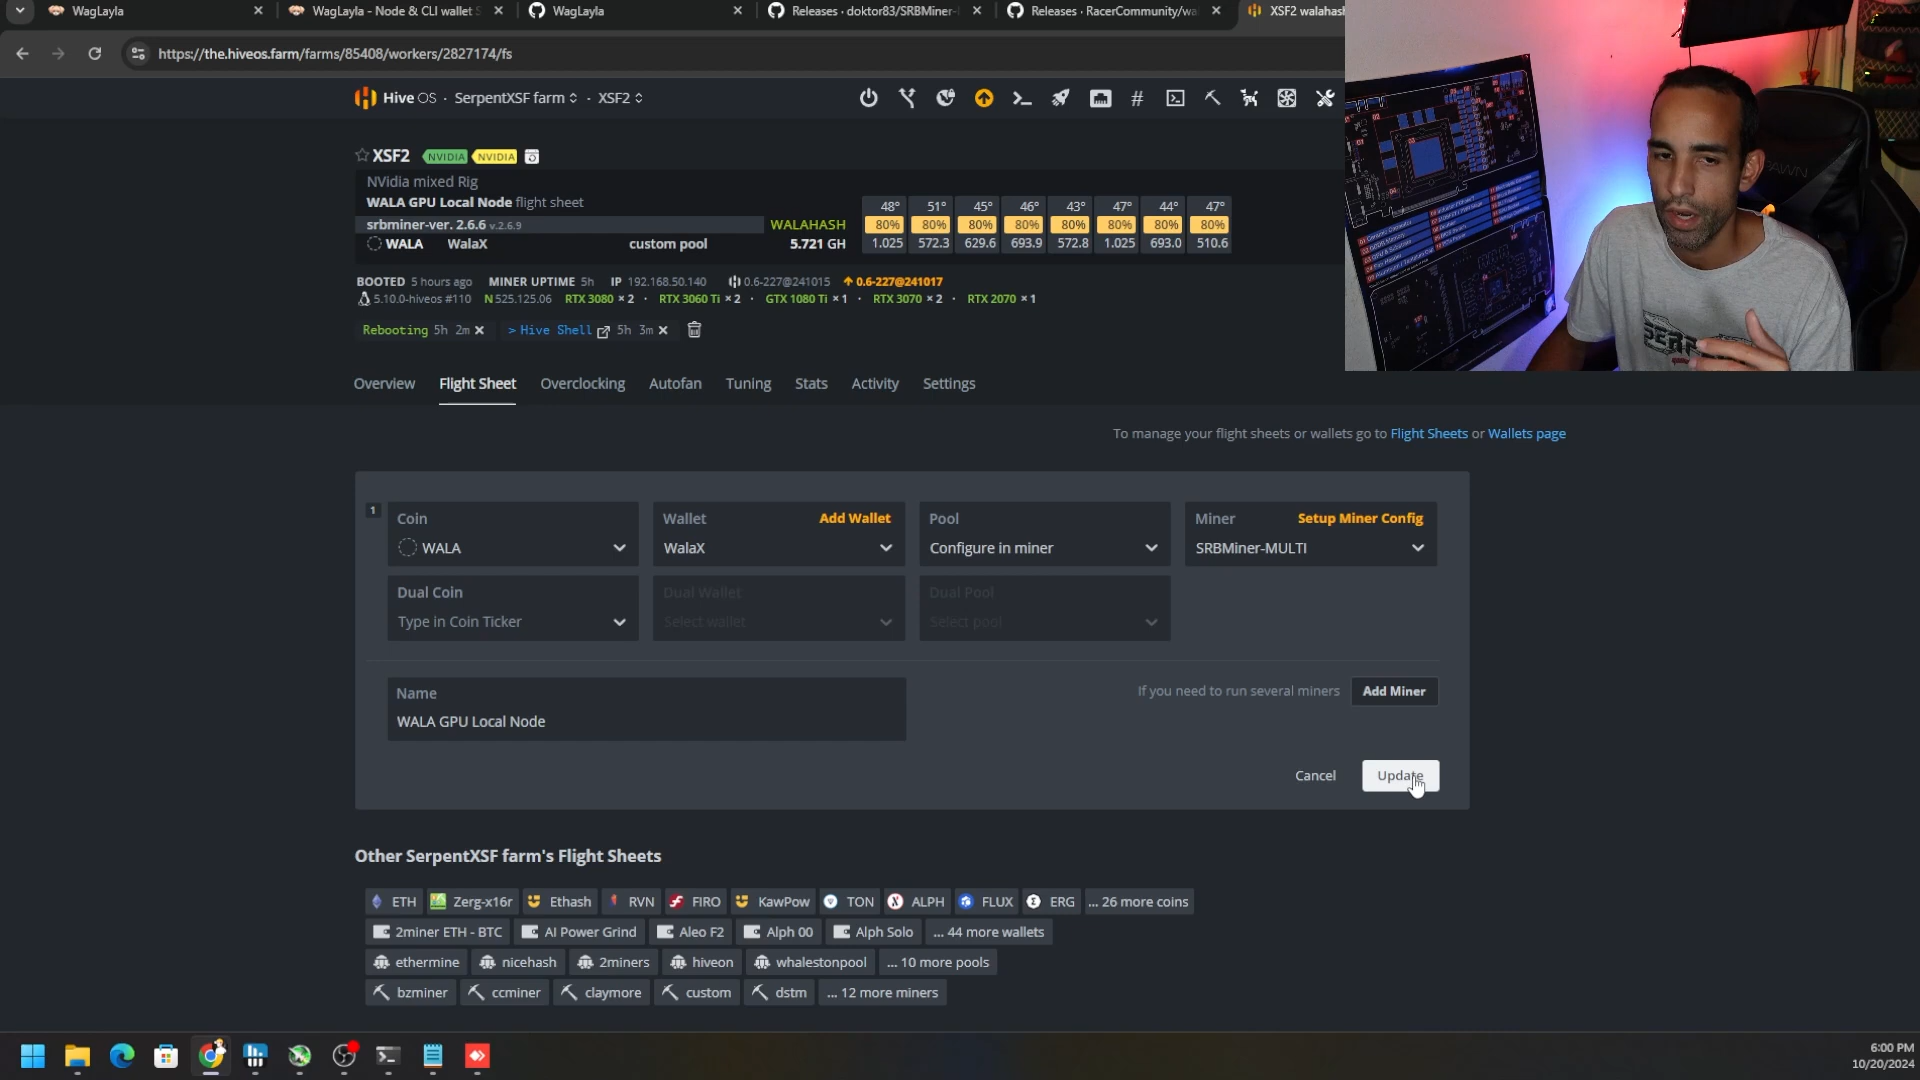 WagLayla
WagLayla - Node & CLI wallet S
WagLayla
Releases · doktor83/SRBMiner-
Releases · RacerCommunity/wa
XSF2 walahash
https://the.hiveos.farm/farms/85408/workers/2827174/fs
Hive OS · SerpentXSF farm · XSF2
XSF2 NVIDIA NVIDIA
NVidia mixed Rig
WALA GPU Local Node flight sheet
srbminer-ver. 2.6.6 v.2.6.9 WALAHASH
WALA WalaX custom pool 5.721 GH
48° 51° 45° 46° 43° 47° 44° 47°
80% 80% 80% 80% 80% 80% 80% 80%
1.025 572.3 629.6 693.9 572.8 1.025 693.0 510.6
BOOTED 5 hours ago MINER UPTIME 5h IP 192.168.50.140 0.6-227@241015 0.6-227@241017
5.10.0-hiveos #110 N 525.125.06 RTX 3080 × 2 · RTX 3060 Ti × 2 · GTX 1080 Ti × 1 · RTX 3070 × 2 · RTX 2070 × 1
Rebooting 5h 2m > Hive Shell 5h 3m
Overview Flight Sheet Overclocking Autofan Tuning Stats Activity Settings
To manage your flight sheets or wallets go to Flight Sheets or Wallets page
1
Coin
WALA
Wallet Add Wallet
WalaX
Pool
Configure in miner
Miner Setup Miner Config
SRBMiner-MULTI
Dual Coin
Type in Coin Ticker
Dual Wallet
Select wallet
Dual Pool
Select pool
Name
WALA GPU Local Node
If you need to run several miners Add Miner
Cancel Update
Other SerpentXSF farm's Flight Sheets
ETH Zerg-x16r Ethash RVN FIRO KawPow TON ALPH FLUX ERG ... 26 more coins
2miner ETH - BTC AI Power Grind Aleo F2 Alph 00 Alph Solo ... 44 more wallets
ethermine nicehash 2miners hiveon whalestonpool ... 10 more pools
bzminer ccminer claymore custom dstm ... 12 more miners
6:00 PM
10/20/2024